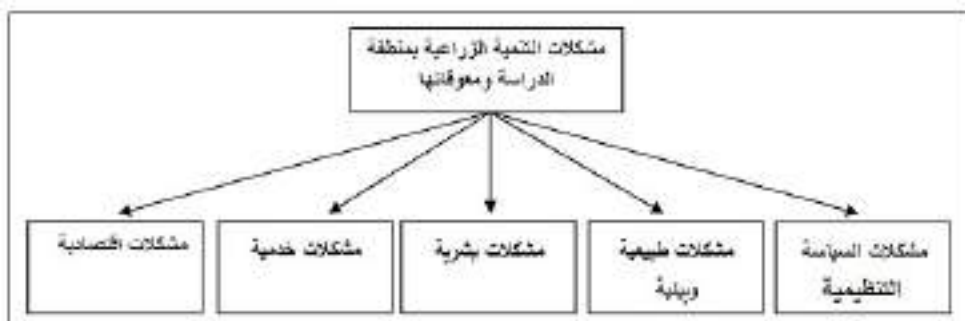 مشكلات التنمية الزراعية بمنطقة
الدراسة ومعوقاتها
مشكلات السياسة
التنظيمية
مشكلات طبيعية
وبيئية
مشكلات بشرية
مشكلات خدمية
مشكلات اقتصادية